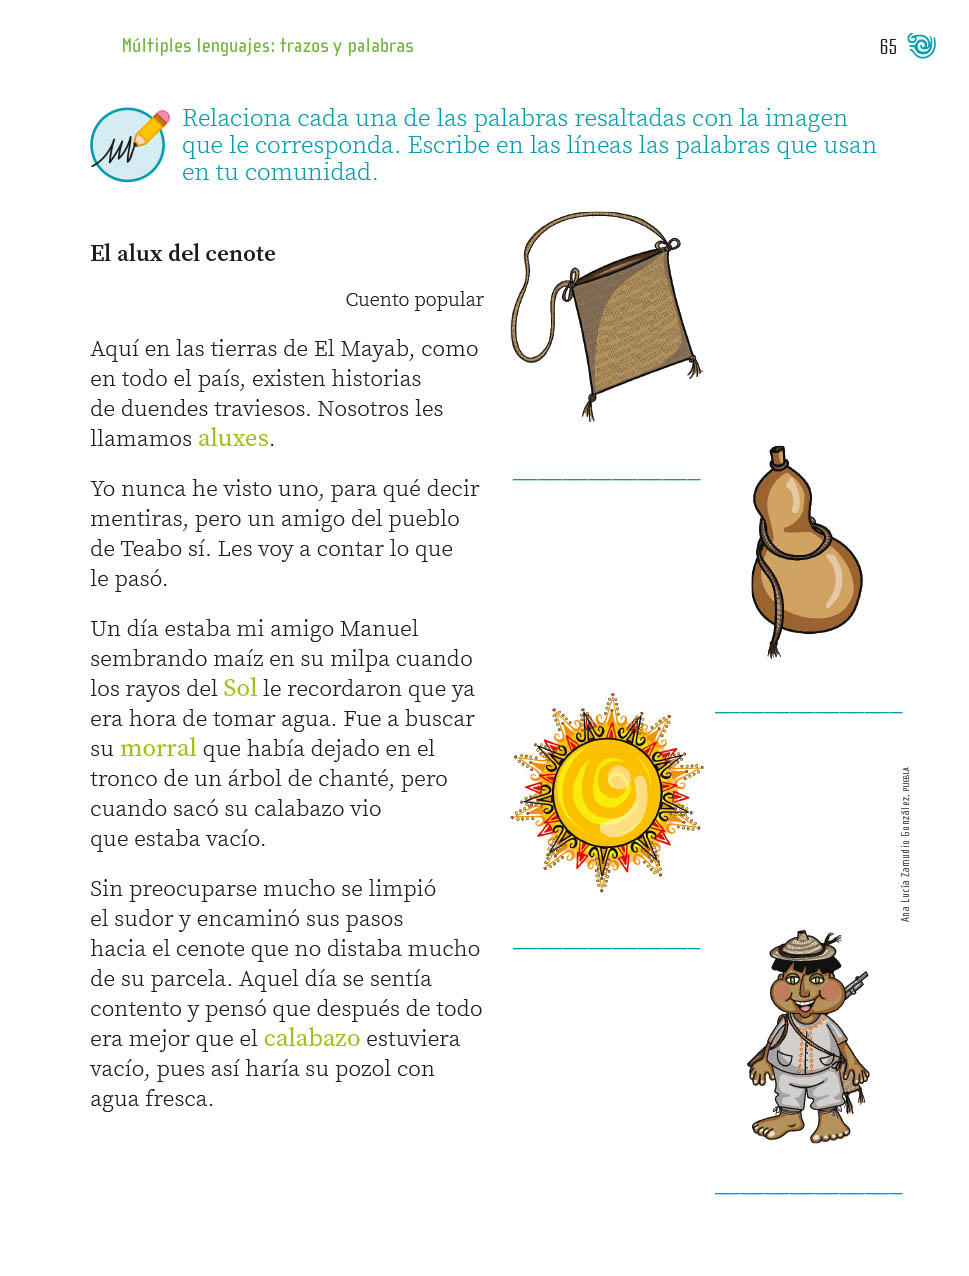 Múltiples lenguajes: trazos y palabras
65
Relaciona cada una de las palabras resaltadas con la imagen
que le corresponda. Escribe en las líneas las palabras que usan
en tu comunidad.
El alux del cenote
Cuento popular
Aquí en las tierras de El Mayab, como
en todo el país, existen historias
de duendes traviesos. Nosotros les
llamamos aluxes.
Yo nunca he visto uno, para qué decir
mentiras, pero un amigo del pueblo
de Teabo sí. Les voy a contar lo que
le pasó.
Un día estaba mi amigo Manuel
sembrando maíz en su milpa cuando
los rayos del Sol le recordaron que ya
era hora de tomar agua. Fue a buscar
su morral que había dejado en el
tronco de un árbol de chanté, pero
cuando sacó su calabazo vio
que estaba vacío.
Sin preocuparse mucho se limpió
el sudor y encaminó sus pasos
hacia el cenote que no distaba mucho
de su parcela. Aquel día se sentía
contento y pensó que después de todo
era mejor que el calabazo estuviera
vacío, pues así haría su pozol con
agua fresca.
Ana Lucía Zamudio González, PUEBLA